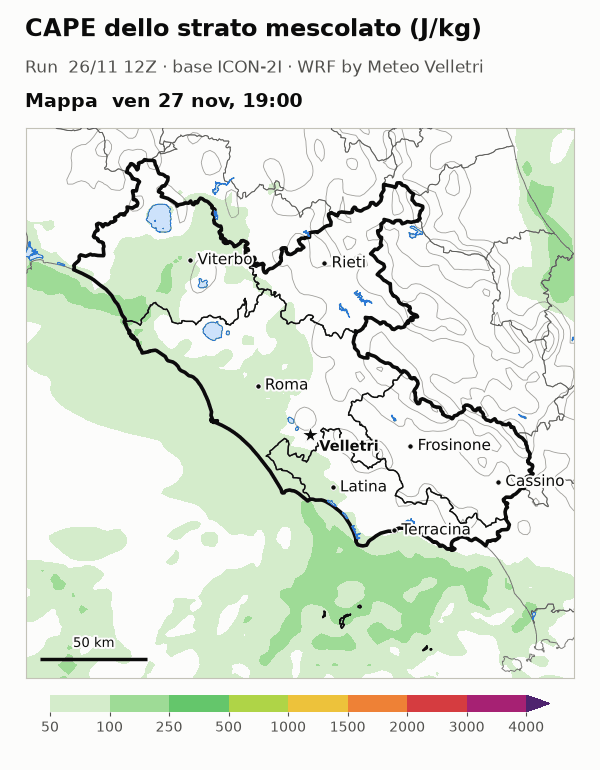 CAPE dello strato mescolato (J/kg)
Run  26/11 12Z · base ICON-2I · WRF by Meteo Velletri
Mappa  ven 27 nov, 19:00
Viterbo
Rieti
Roma
Velletri
Frosinone
Cassino
Latina
Terracina
50 km
50 100 250 500 1000 1500 2000 3000 4000